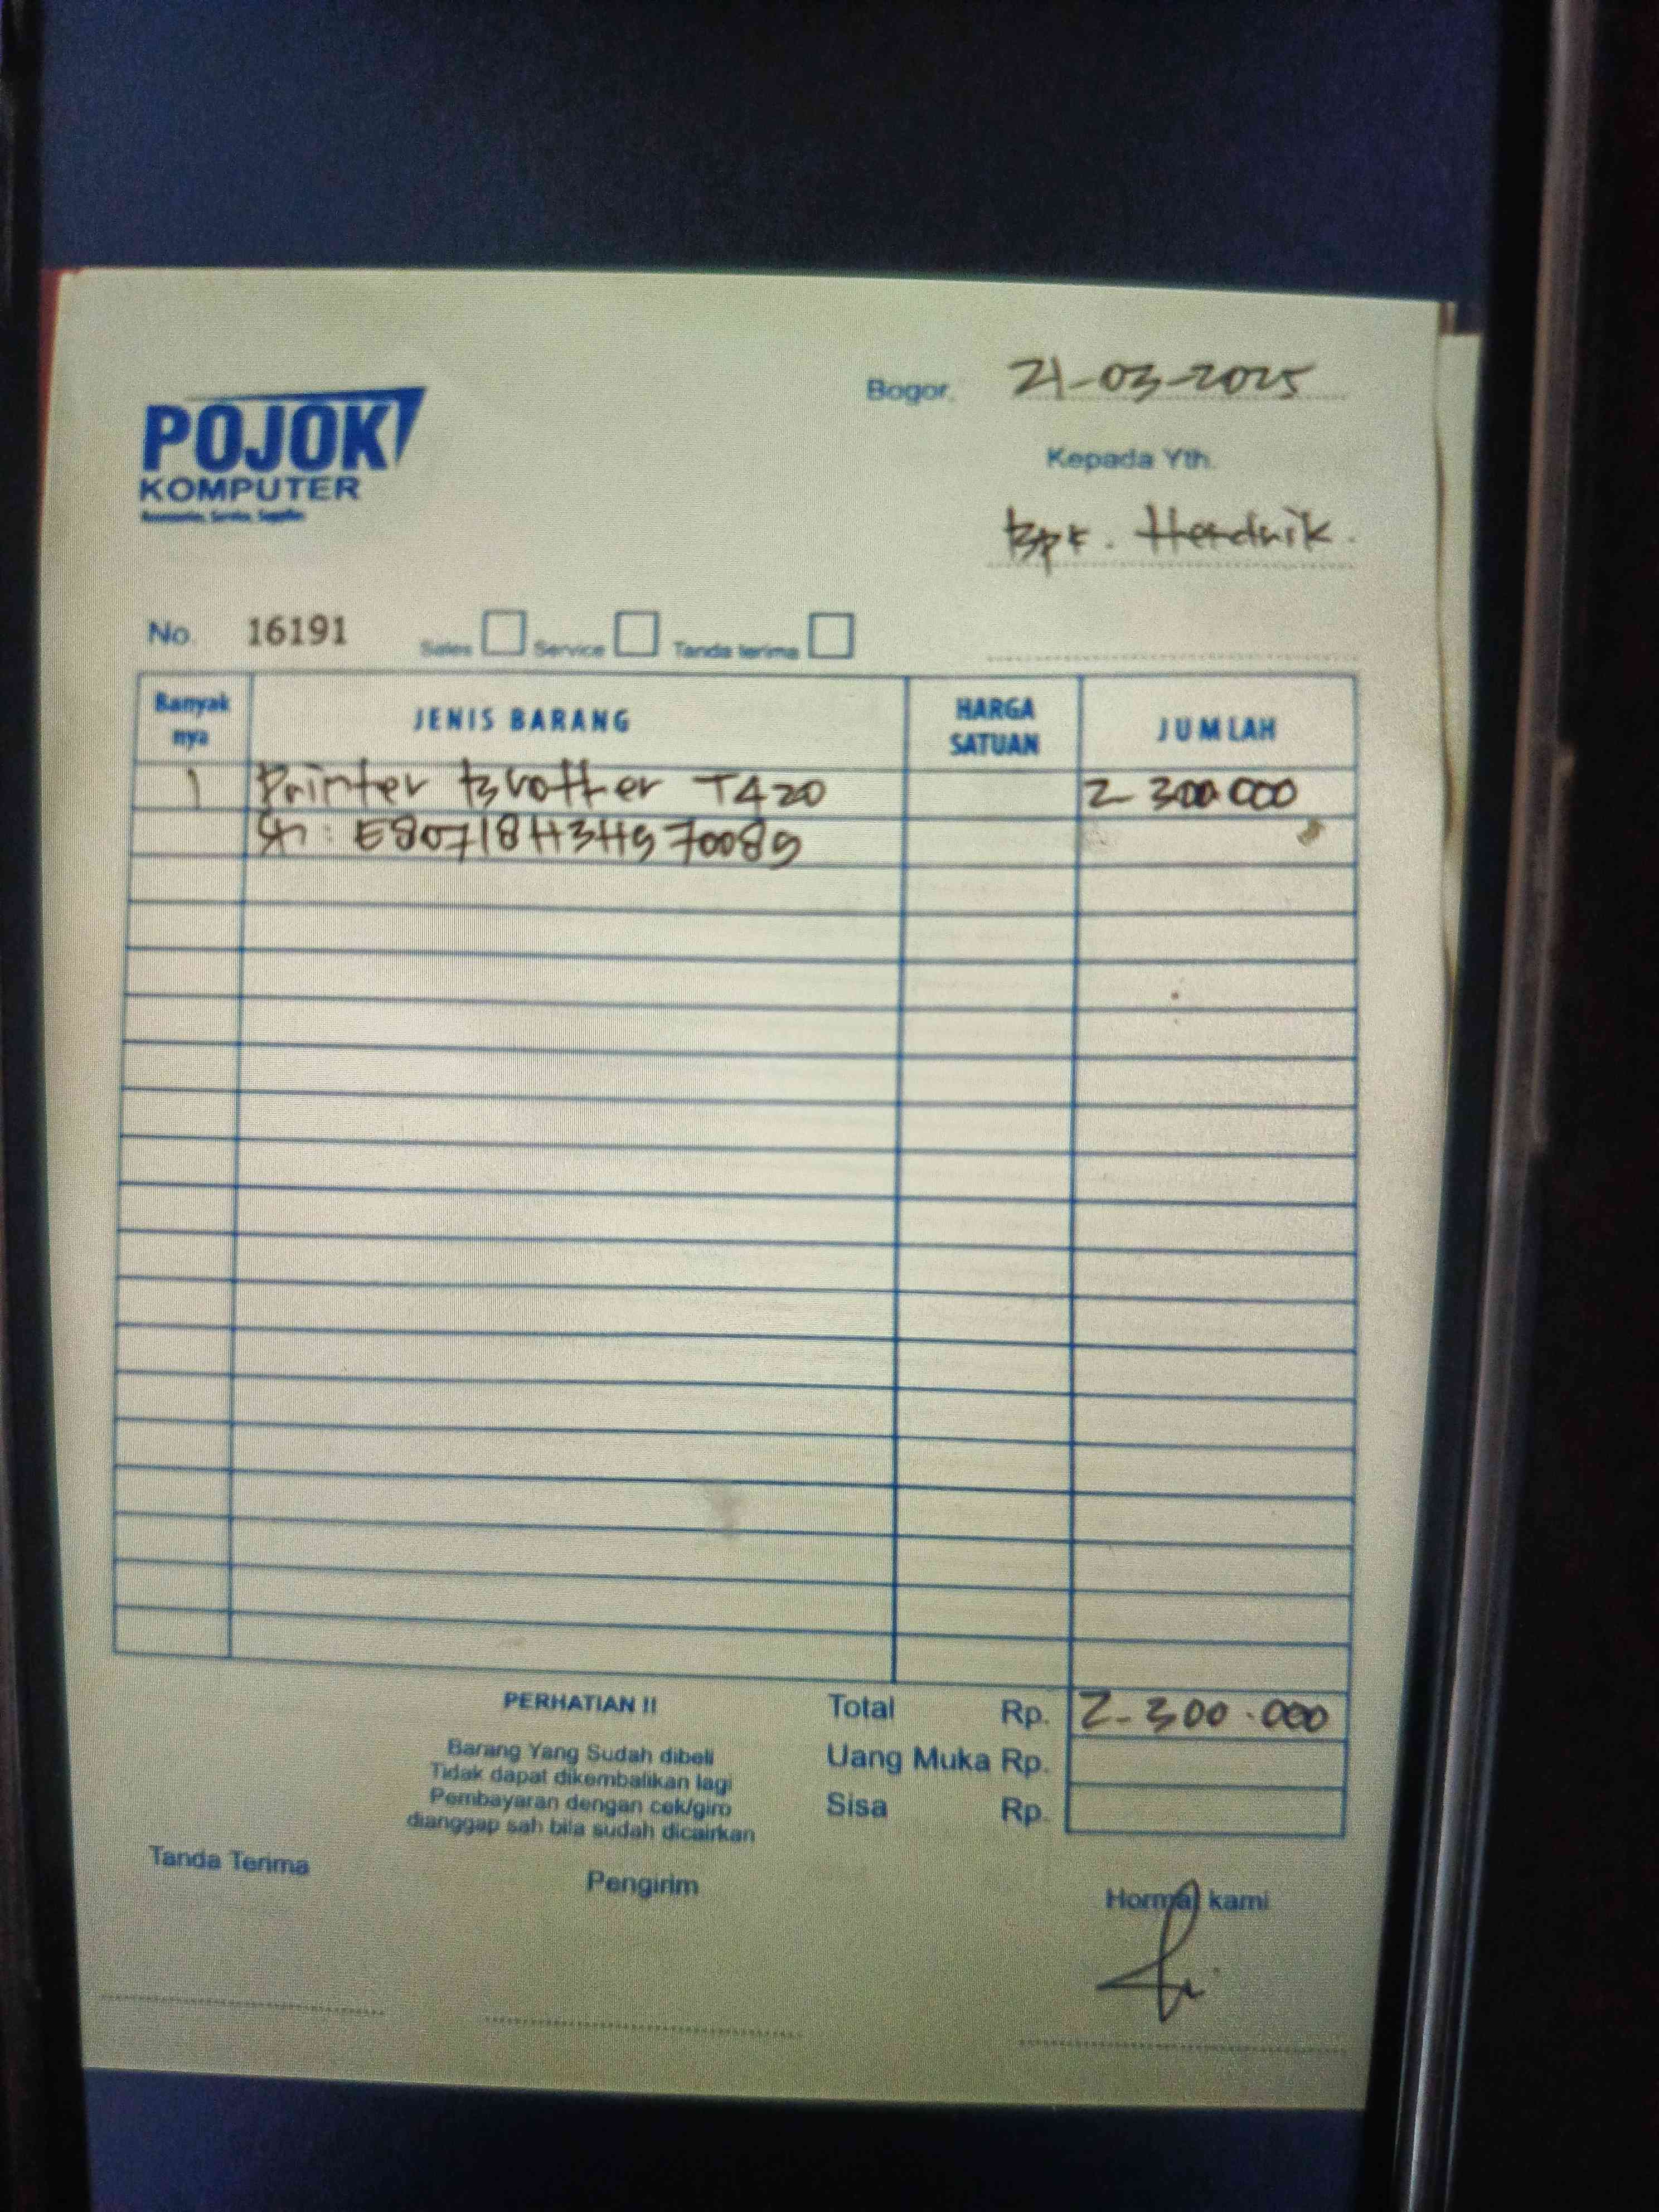 Bogor, 21-03-2025
POJOK
KOMPUTER
Accessories, Service, Supplies
Kepada Yth.
Bpk. Hendrik.
No. 16191 Sales Service Tanda terima
Banyak nya JENIS BARANG HARGA SATUAN JUMLAH
1 Printer Brother T420 2.300.000
SN: E80718H3H970089
PERHATIAN !!
Barang Yang Sudah dibeli
Tidak dapat dikembalikan lagi
Pembayaran dengan cek/giro
dianggap sah bila sudah dicairkan
Total Rp. 2.300.000
Uang Muka Rp.
Sisa Rp.
Tanda Terima
Pengirim
Hormat kami